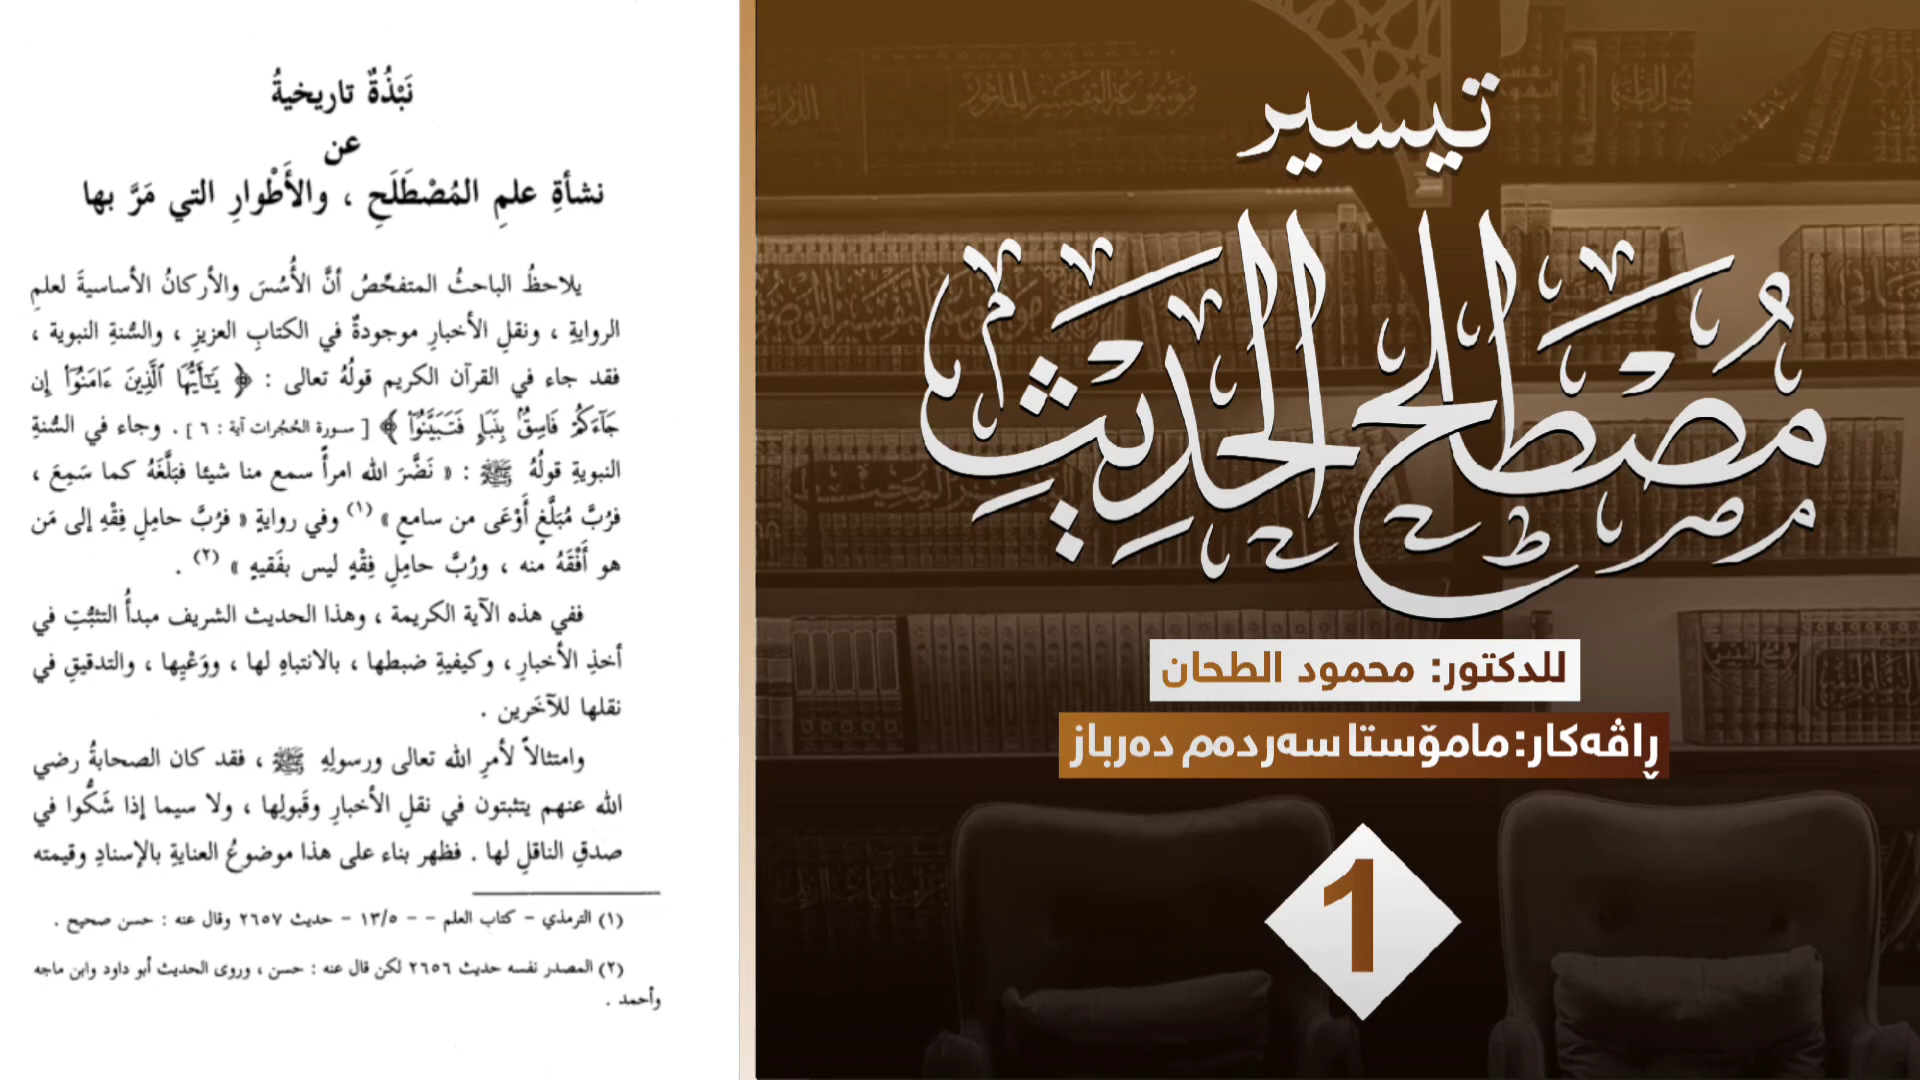 نَبْذُةٌ تاريخيةُ
عن
نشأةِ علمِ المُصْطَلَحِ ، والأَطْوارِ التي مَرَّ بها
يلاحظُ الباحثُ المتفحِّصُ أنَّ الأُسُسَ والأركانُ الأساسيةَ لعلمِ
الروايةِ ، ونقلِ الأخبارِ موجودةٌ في الكتابِ العزيزِ ، والسُّنةِ النبوية ،
فقد جاء في القرآن الكريم قولُهُ تعالى : ﴿ يَـٰٓأَيُّهَا ٱلَّذِينَ ءَامَنُوٓا۟ إِن
جَآءَكُمْ فَاسِقٌۢ بِنَبَإٍ فَتَبَيَّنُوٓا۟ ﴾ [ سورة الحُجُرات آية : ٦ ] . وجاء في السُّنةِ
النبويةِ قولُهُ ﷺ : « نَضَّرَ الله امرأً سمع منا شيئا فبَلَّغَهُ كما سَمِعَ ،
فرُبَّ مُبَلَّغٍ أَوْعَى من سامعٍ » (١) وفي روايةٍ « فرُبَّ حامِلِ فِقْهٍ إلى مَن
هو أَفْقَهُ منه ، ورُبَّ حامِلِ فِقْهٍ ليس بفَقيهٍ » (٢) .
ففي هذه الآية الكريمة ، وهذا الحديث الشريف مبدأُ التثبُّتِ في
أخذِ الأخبارِ ، وكيفيةِ ضبطها ، بالانتباهِ لها ، ووَعْيِها ، والتدقيقِ في
نقلها للآخَرين .
وامتثالاً لأمرِ الله تعالى ورسولِهِ ﷺ ، فقد كان الصحابةُ رضي
الله عنهم يتثبتون في نقلِ الأخبارِ وقَبولِها ، ولا سيما إذا شَكُّوا في
صدقِ الناقلِ لها . فظهر بناء على هذا موضوعُ العنايةِ بالإسنادِ وقيمته
(١) الترمذي - كتاب العلم - - ١٣/٥ - حديث ٢٦٥٧ وقال عنه : حسن صحيح .
(٢) المصدر نفسه حديث ٢٦٥٦ لكن قال عنه : حسن ، وروى الحديث أبو داود وابن ماجه
وأحمد .
تيسير
مصطلح الحديث
للدكتور: محمود الطحان
ڕاڤەکار: مامۆستا سەردەم دەرباز
1